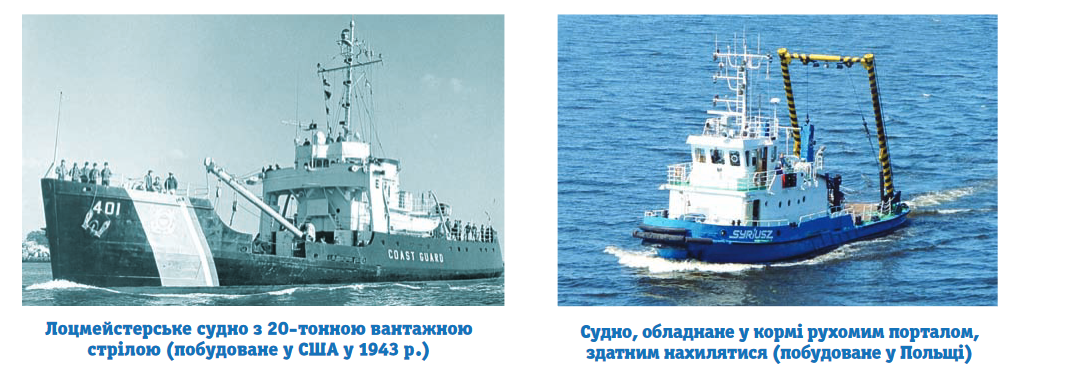 401
COAST GUARD
SYRIUSZ
Лоцмейстерське судно з 20-тонною вантажною
стрілою (побудоване у США у 1943 р.)
Судно, обладнане у кормі рухомим порталом,
здатним нахилятися (побудоване у Польщі)